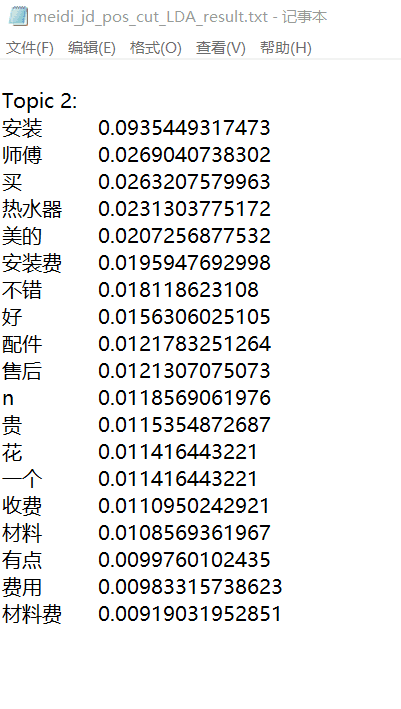 meidi_jd_pos_cut_LDA_result.txt - 记事本
文件(F) 编辑(E) 格式(O) 查看(V) 帮助(H)
Topic 2:
安装 0.0935449317473
师傅 0.0269040738302
买 0.0263207579963
热水器 0.0231303775172
美的 0.0207256877532
安装费 0.0195947692998
不错 0.018118623108
好 0.0156306025105
配件 0.0121783251264
售后 0.0121307075073
n 0.0118569061976
贵 0.0115354872687
花 0.011416443221
一个 0.011416443221
收费 0.0110950242921
材料 0.0108569361967
有点 0.0099760102435
费用 0.00983315738623
材料费 0.00919031952851